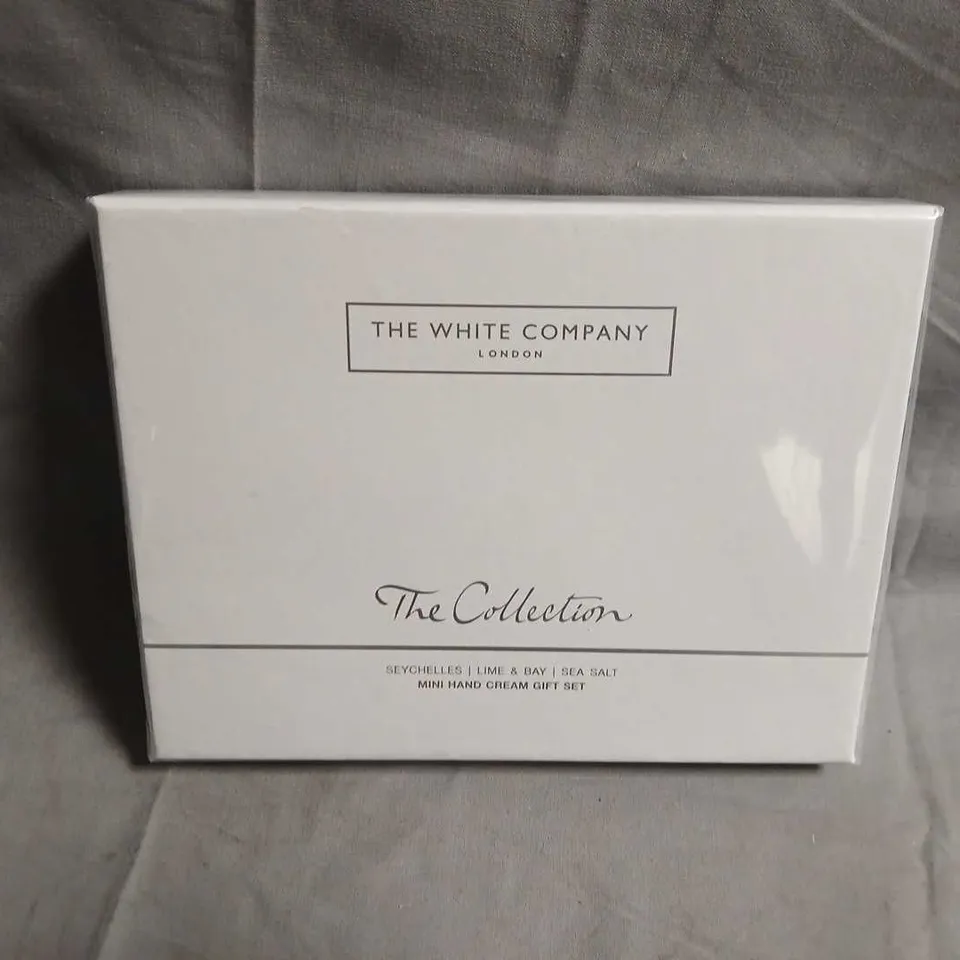 THE WHITE COMPANY
LONDON
The Collection
SEYCHELLES | LIME & BAY | SEA SALT
MINI HAND CREAM GIFT SET